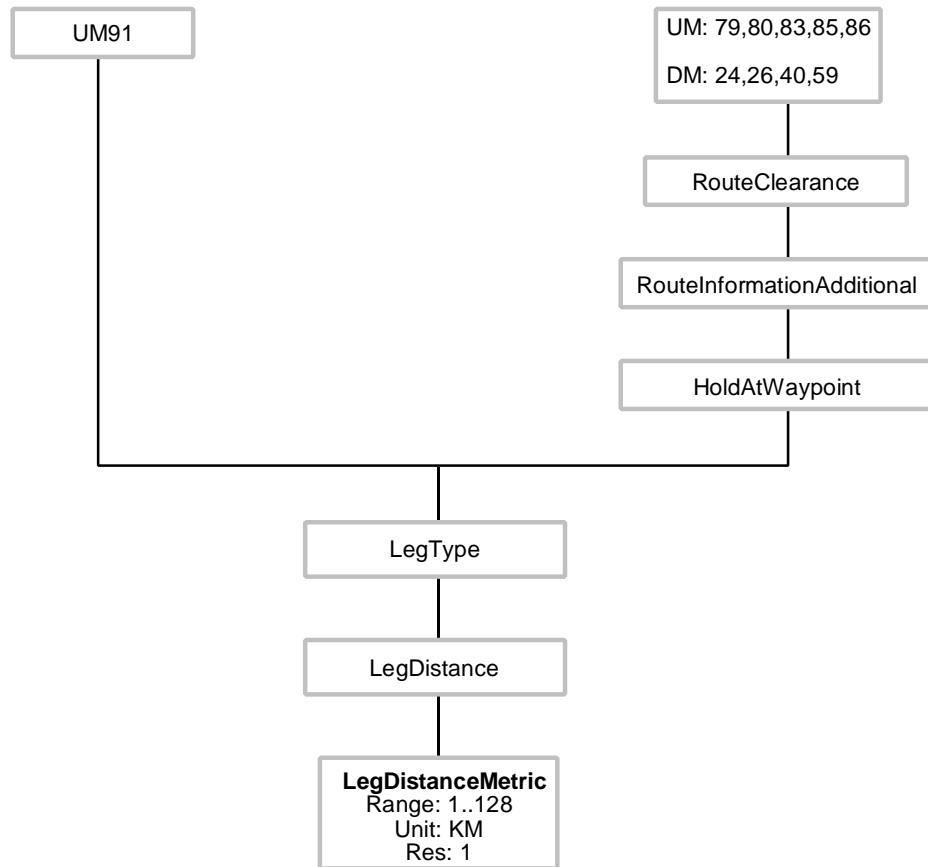 UM91
UM: 79,80,83,85,86
DM: 24,26,40,59
RouteClearance
RouteInformationAdditional
HoldAtWaypoint
LegType
LegDistance
LegDistanceMetric
Range: 1..128
Unit: KM
Res: 1